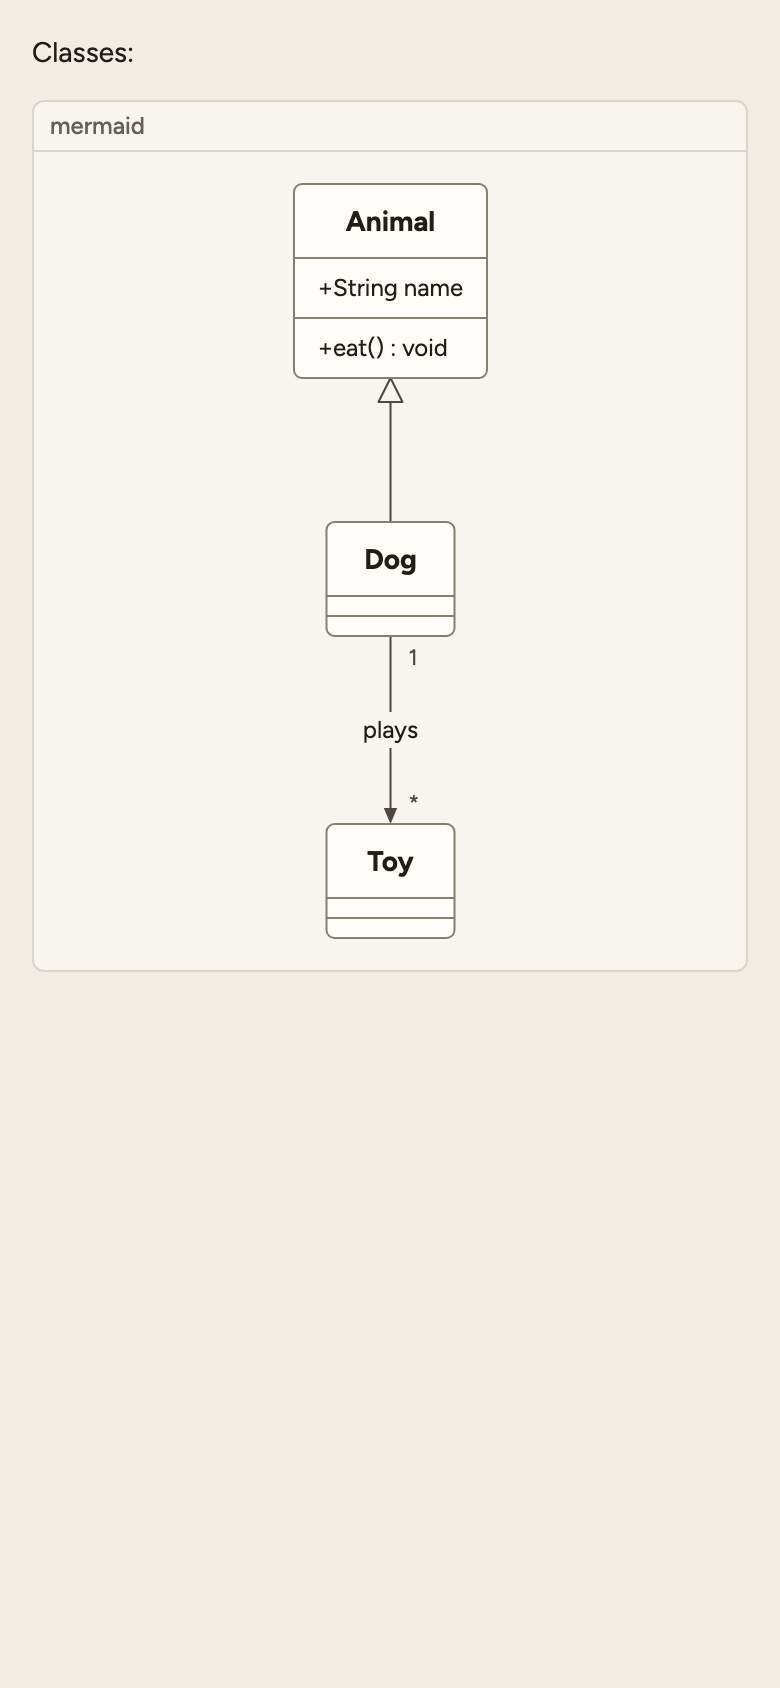 Classes:
mermaid
Animal
+String name
+eat() : void
Dog
1
plays
*
Toy